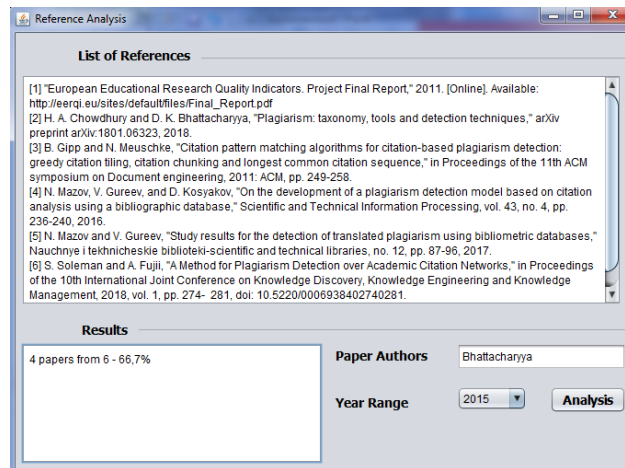 Reference Analysis
List of References
[1] "European Educational Research Quality Indicators. Project Final Report," 2011. [Online]. Available:
http://eerqi.eu/sites/default/files/Final_Report.pdf
[2] H. A. Chowdhury and D. K. Bhattacharyya, "Plagiarism: taxonomy, tools and detection techniques," arXiv
preprint arXiv:1801.06323, 2018.
[3] B. Gipp and N. Meuschke, "Citation pattern matching algorithms for citation-based plagiarism detection:
greedy citation tiling, citation chunking and longest common citation sequence," in Proceedings of the 11th ACM
symposium on Document engineering, 2011: ACM, pp. 249-258.
[4] N. Mazov, V. Gureev, and D. Kosyakov, "On the development of a plagiarism detection model based on citation
analysis using a bibliographic database," Scientific and Technical Information Processing, vol. 43, no. 4, pp.
236-240, 2016.
[5] N. Mazov and V. Gureev, "Study results for the detection of translated plagiarism using bibliometric databases,"
Nauchnye i tekhnicheskie biblioteki-scientific and technical libraries, no. 12, pp. 87-96, 2017.
[6] S. Soleman and A. Fujii, "A Method for Plagiarism Detection over Academic Citation Networks," in Proceedings
of the 10th International Joint Conference on Knowledge Discovery, Knowledge Engineering and Knowledge
Management, 2018, vol. 1, pp. 274- 281, doi: 10.5220/0006938402740281.
Results
4 papers from 6 - 66,7%
Paper Authors Bhattacharyya
Year Range 2015 Analysis